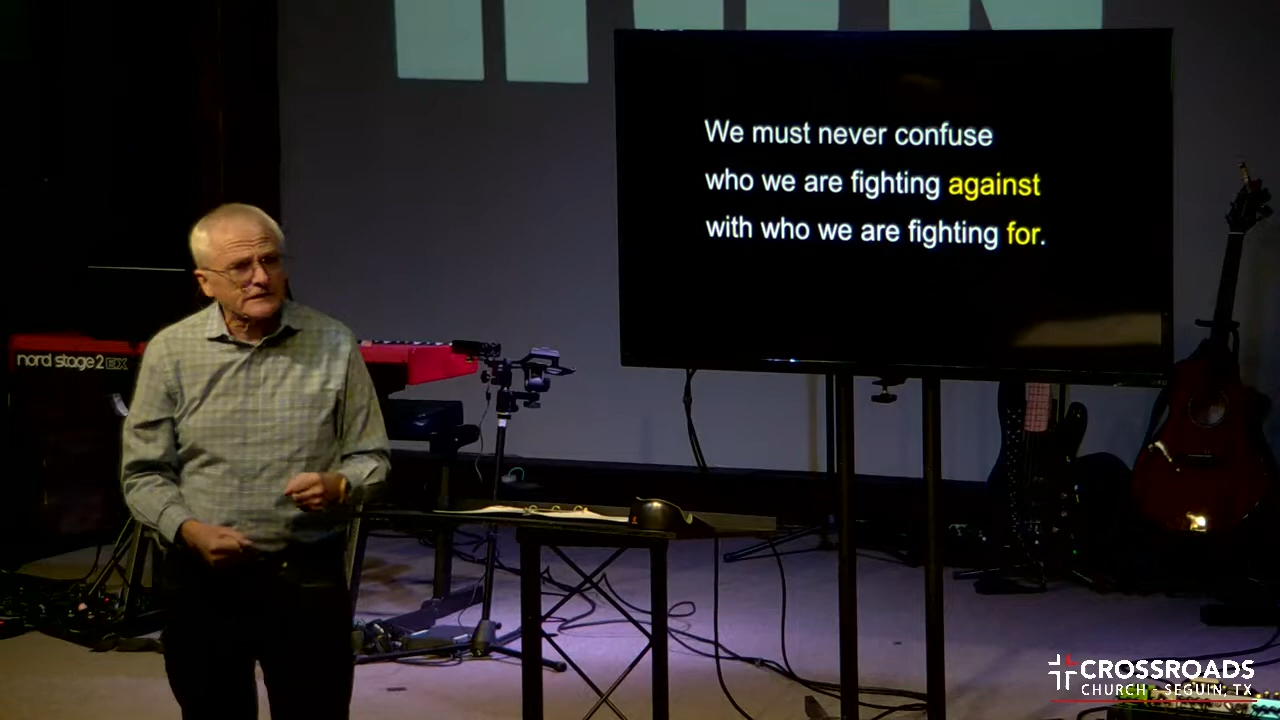 We must never confuse
who we are fighting against
with who we are fighting for.
nord stage 2 EX
CROSSROADS
CHURCH - SEGUIN, TX